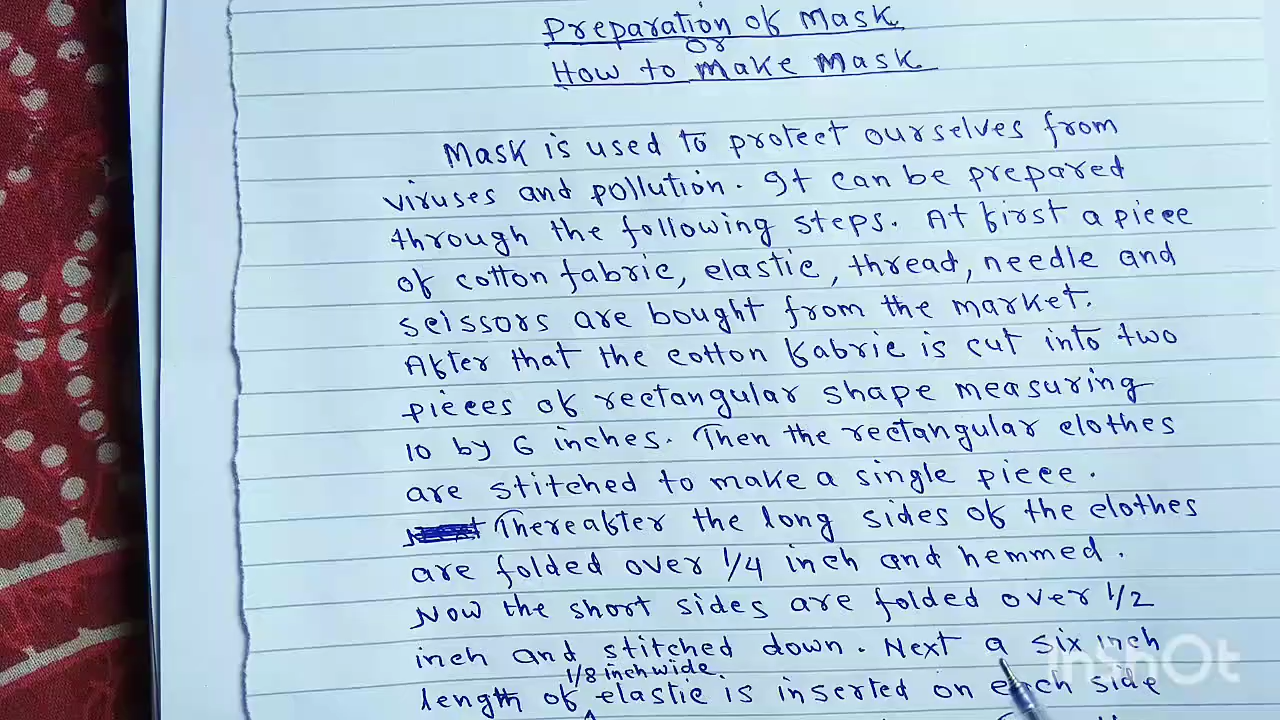 Preparation of Mask
or
How to Make Mask
Mask is used to protect ourselves from
viruses and pollution. It can be prepared
through the following steps. At first a piece
of cotton fabric, elastic, thread, needle and
scissors are bought from the market.
After that the cotton fabric is cut into two
pieces of rectangular shape measuring
10 by 6 inches. Then the rectangular clothes
are stitched to make a single piece.
Thereafter the long sides of the clothes
are folded over 1/4 inch and hemmed.
Now the short sides are folded over 1/2
inch and stitched down. Next a six inch
1/8 inch wide
length of elastic is inserted on each side
InShOt